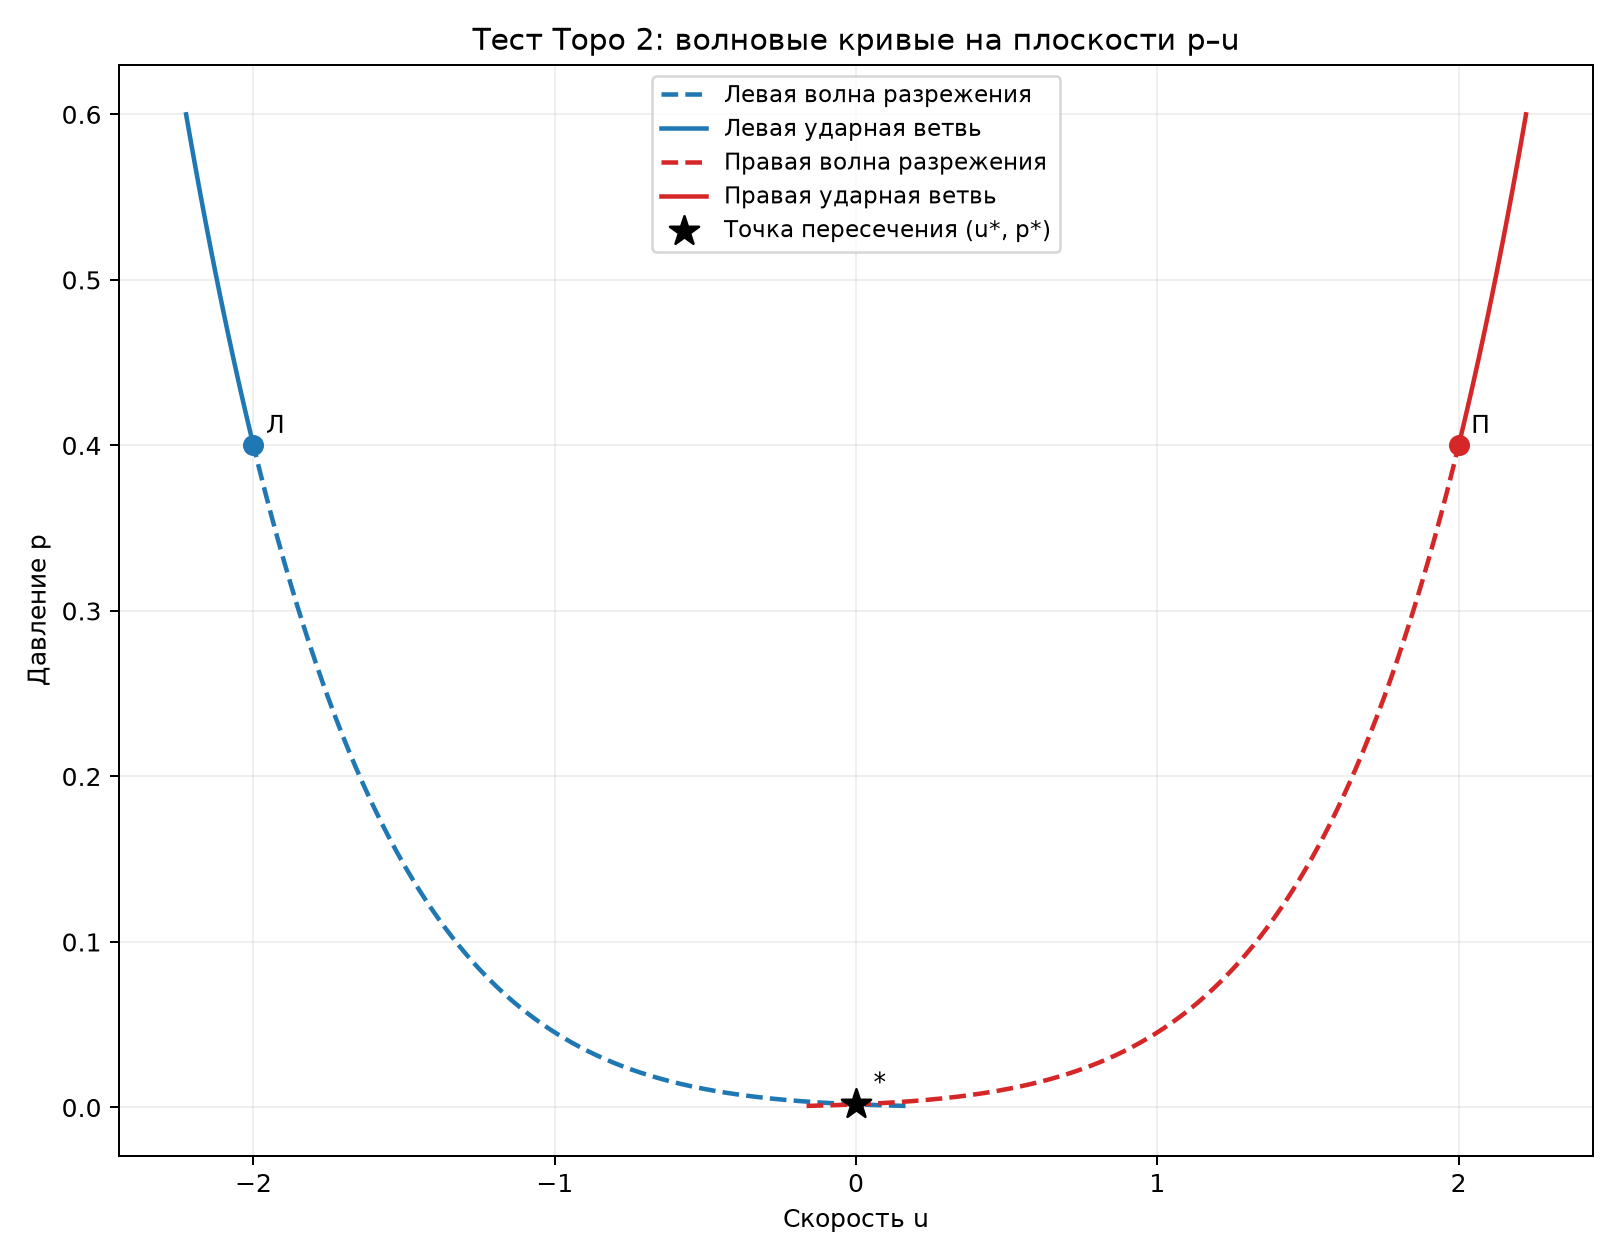 Тест Торо 2: волновые кривые на плоскости p–u
Левая волна разрежения
Левая ударная ветвь
Правая волна разрежения
Правая ударная ветвь
Точка пересечения (u*, p*)
0.6
0.5
0.4
0.3
0.2
0.1
0.0
Давление p
Л
П
*
−2
−1
0
1
2
Скорость u